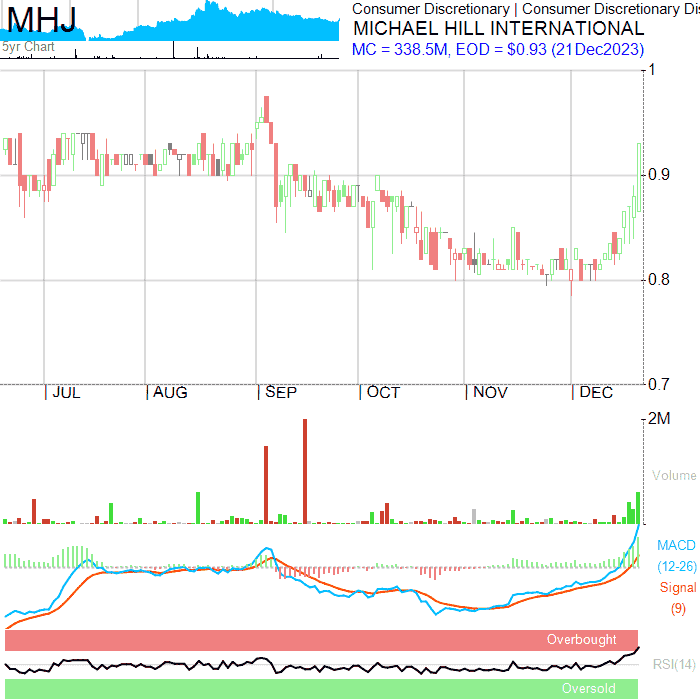 MHJ
5yr Chart
Consumer Discretionary | Consumer Discretionary Dis
MICHAEL HILL INTERNATIONAL
MC = 338.5M, EOD = $0.93 (21Dec2023)
1
0.9
0.8
0.7
JUL AUG SEP OCT NOV DEC
2M
Volume
MACD
(12-26)
Signal
(9)
Overbought
RSI(14)
Oversold